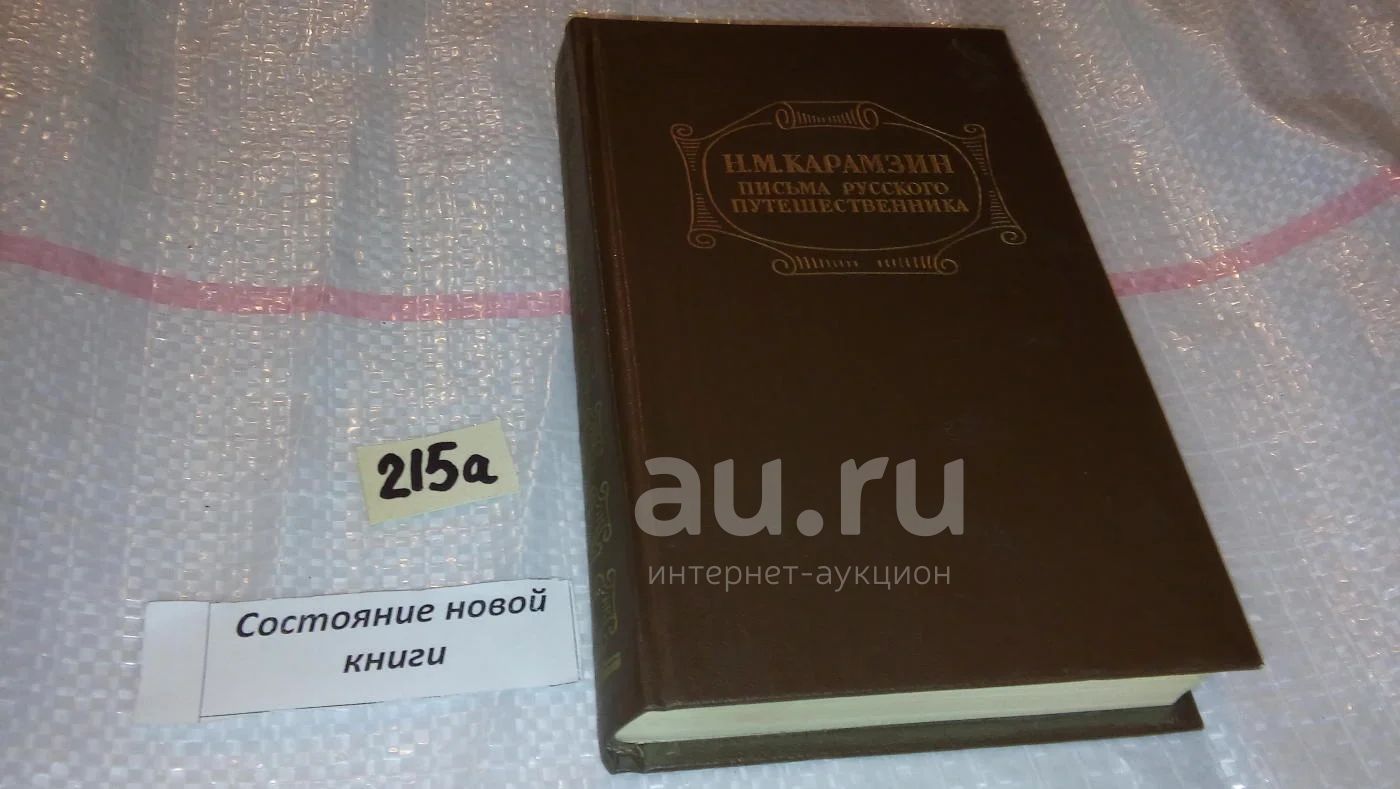 Н.М.КАРАМЗИН
ПИСЬМА РУССКОГО
ПУТЕШЕСТВЕННИКА
215а
au.ru
интернет-аукцион
Состояние новой
книги